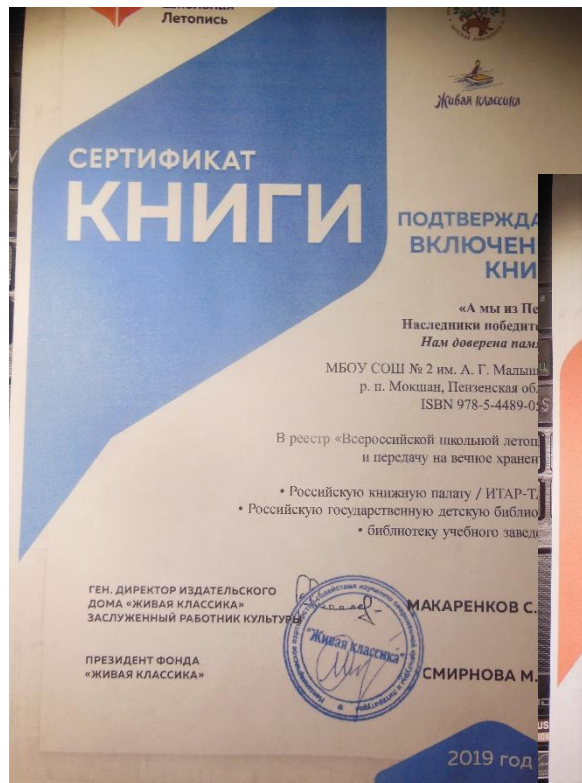 Летопись
Живая классика
СЕРТИФИКАТ
КНИГИ
ПОДТВЕРЖДА
ВКЛЮЧЕН
КНИ
«А мы из Пе
Наследники победит
Нам доверена пам
МБОУ СОШ № 2 им. А. Г. Малыш
р. п. Мокшан, Пензенская об
ISBN 978-5-4489-0
В реестр «Всероссийской школьной летоп
и передачу на вечное хранен
• Российскую книжную палату / ИТАР-ТА
• Российскую государственную детскую библио
• библиотеку учебного завед
ГЕН. ДИРЕКТОР ИЗДАТЕЛЬСКОГО
ДОМА «ЖИВАЯ КЛАССИКА»
ЗАСЛУЖЕННЫЙ РАБОТНИК КУЛЬТУРЫ
МАКАРЕНКОВ С.
"Живая классика"
ПРЕЗИДЕНТ ФОНДА
«ЖИВАЯ КЛАССИКА»
СМИРНОВА М.
2019 год